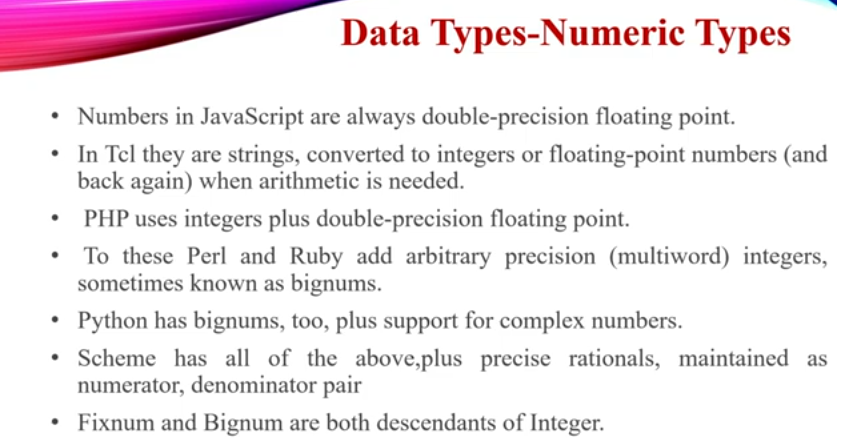 Data Types-Numeric Types
• Numbers in JavaScript are always double-precision floating point.
• In Tcl they are strings, converted to integers or floating-point numbers (and
back again) when arithmetic is needed.
• PHP uses integers plus double-precision floating point.
• To these Perl and Ruby add arbitrary precision (multiword) integers,
sometimes known as bignums.
• Python has bignums, too, plus support for complex numbers.
• Scheme has all of the above,plus precise rationals, maintained as
numerator, denominator pair
• Fixnum and Bignum are both descendants of Integer.